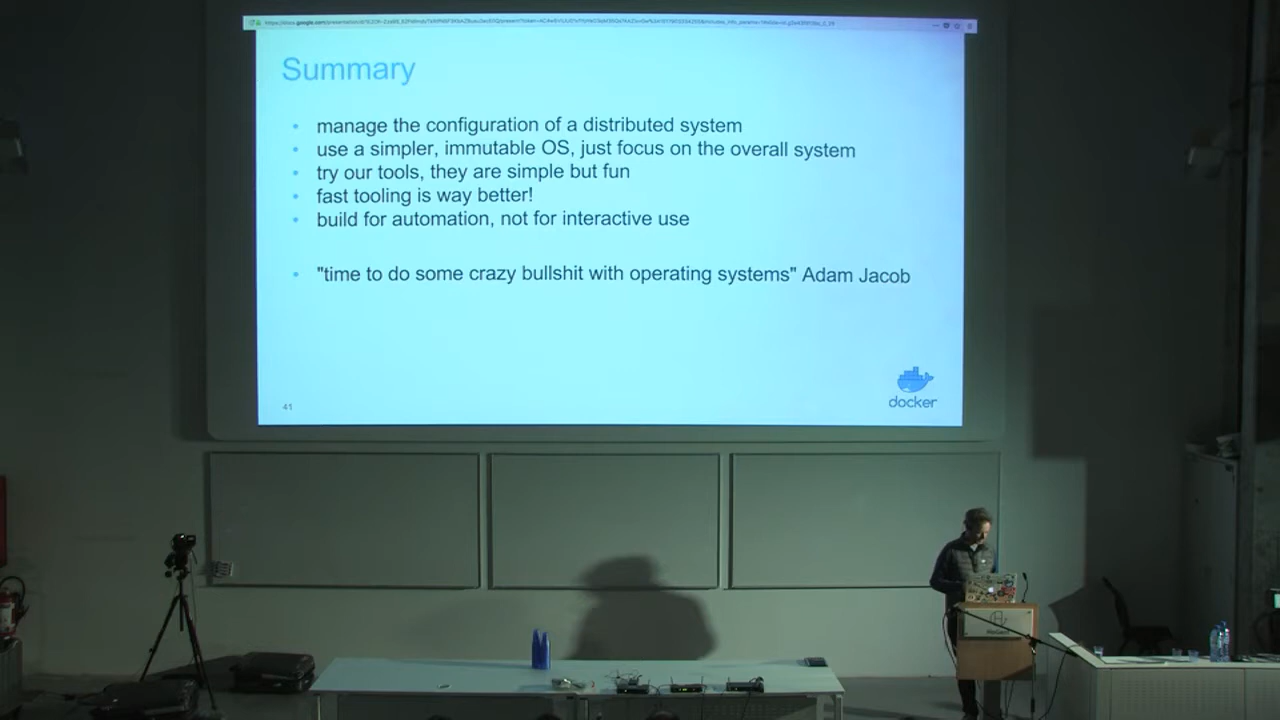 Summary
• manage the configuration of a distributed system
• use a simpler, immutable OS, just focus on the overall system
• try our tools, they are simple but fun
• fast tooling is way better!
• build for automation, not for interactive use
• "time to do some crazy bullshit with operating systems" Adam Jacob
docker
41